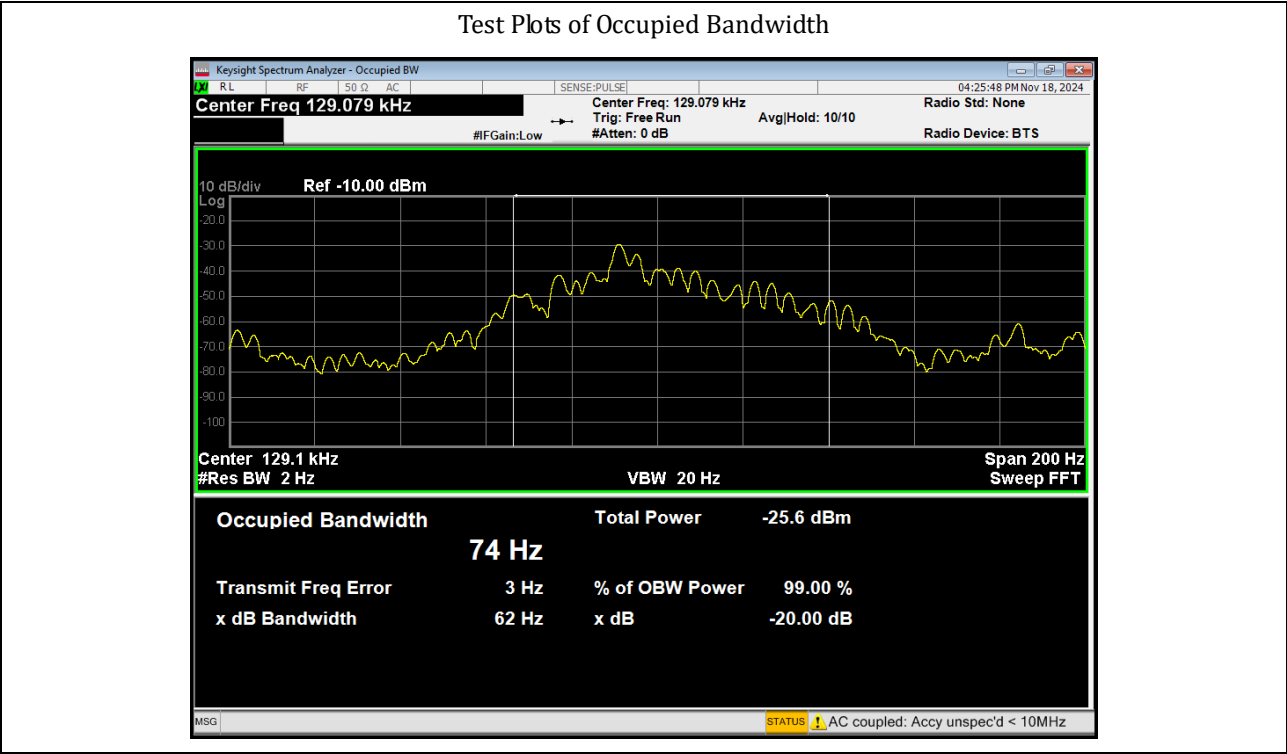 Test Plots of Occupied Bandwidth
Keysight Spectrum Analyzer - Occupied BW
LXI RL RF 50 Ω AC SENSE:PULSE 04:25:48 PM Nov 18, 2024
Center Freq 129.079 kHz Center Freq: 129.079 kHz Radio Std: None
Trig: Free Run Avg|Hold: 10/10
#IFGain:Low #Atten: 0 dB Radio Device: BTS
10 dB/div Ref -10.00 dBm
Log
-20.0
-30.0
-40.0
-50.0
-60.0
-70.0
-80.0
-90.0
-100
Center 129.1 kHz Span 200 Hz
#Res BW 2 Hz VBW 20 Hz Sweep FFT
Occupied Bandwidth Total Power -25.6 dBm
74 Hz
Transmit Freq Error 3 Hz % of OBW Power 99.00 %
x dB Bandwidth 62 Hz x dB -20.00 dB
MSG STATUS AC coupled: Accy unspec'd < 10MHz